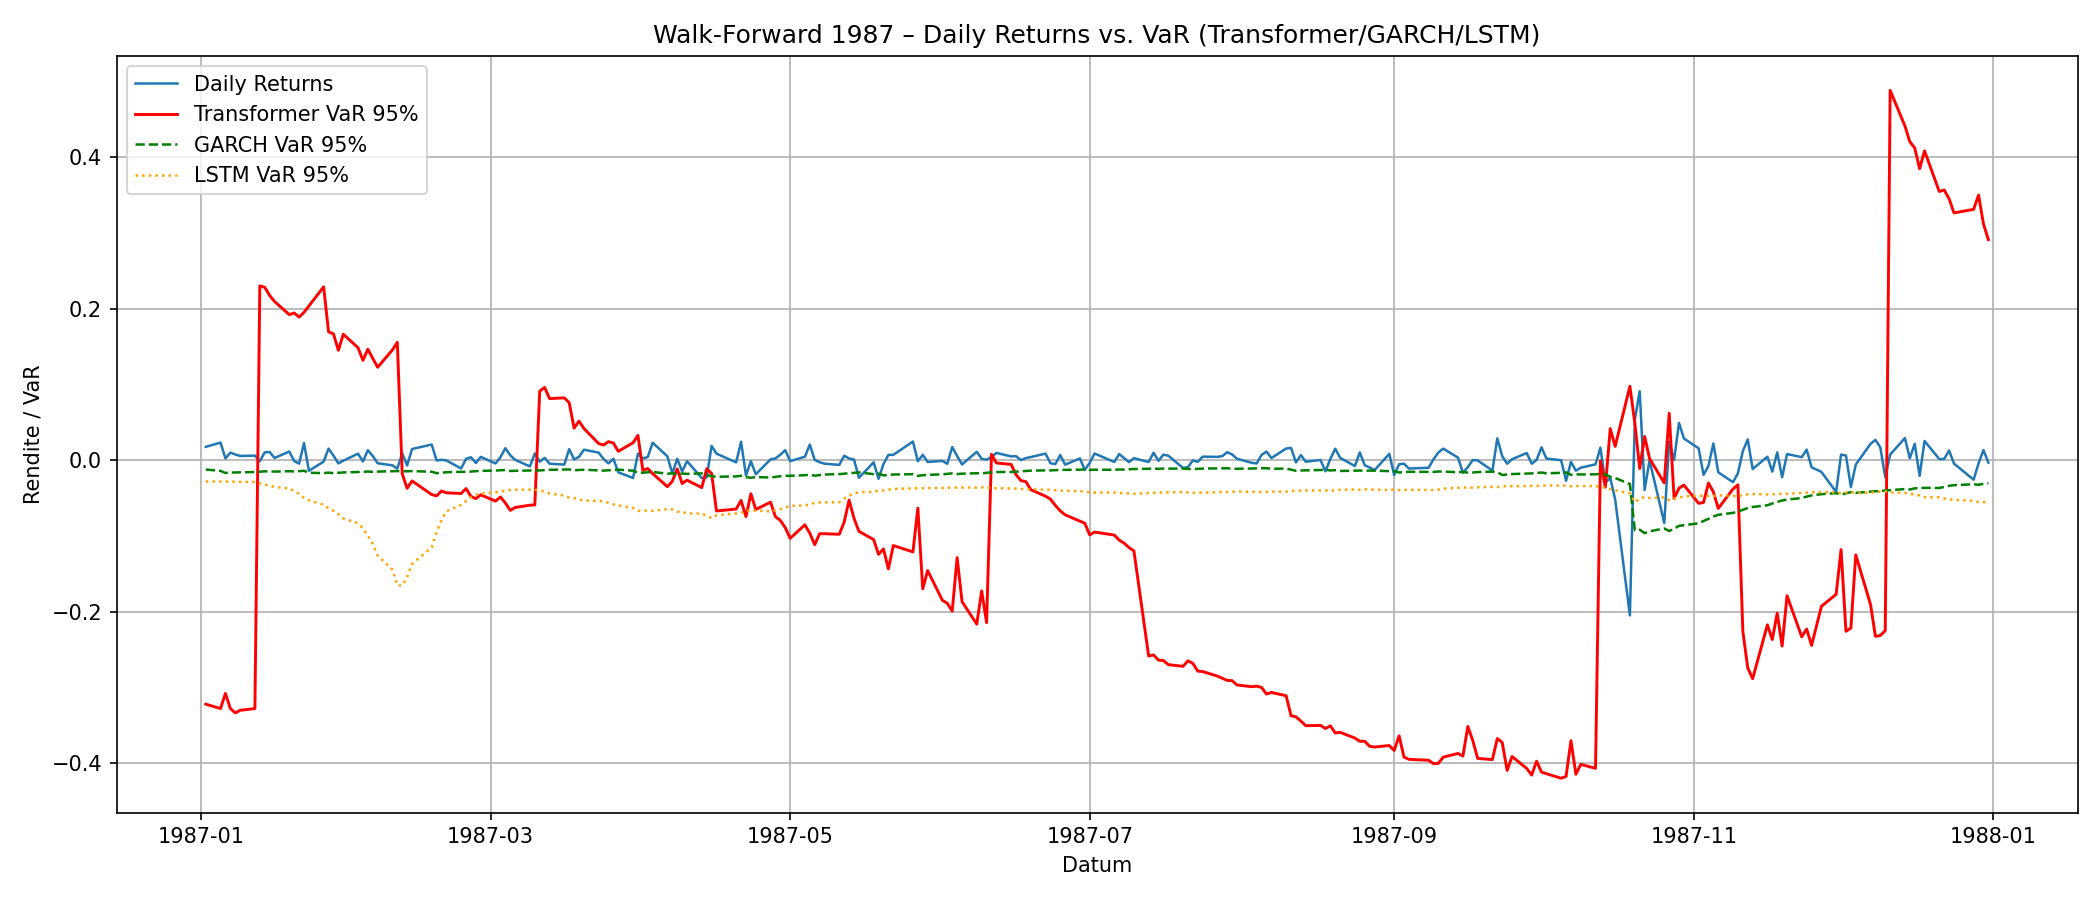 Walk-Forward 1987 – Daily Returns vs. VaR (Transformer/GARCH/LSTM)
Daily Returns
Transformer VaR 95%
GARCH VaR 95%
LSTM VaR 95%
Rendite / VaR
0.4
0.2
0.0
−0.2
−0.4
1987-01
1987-03
1987-05
1987-07
1987-09
1987-11
1988-01
Datum